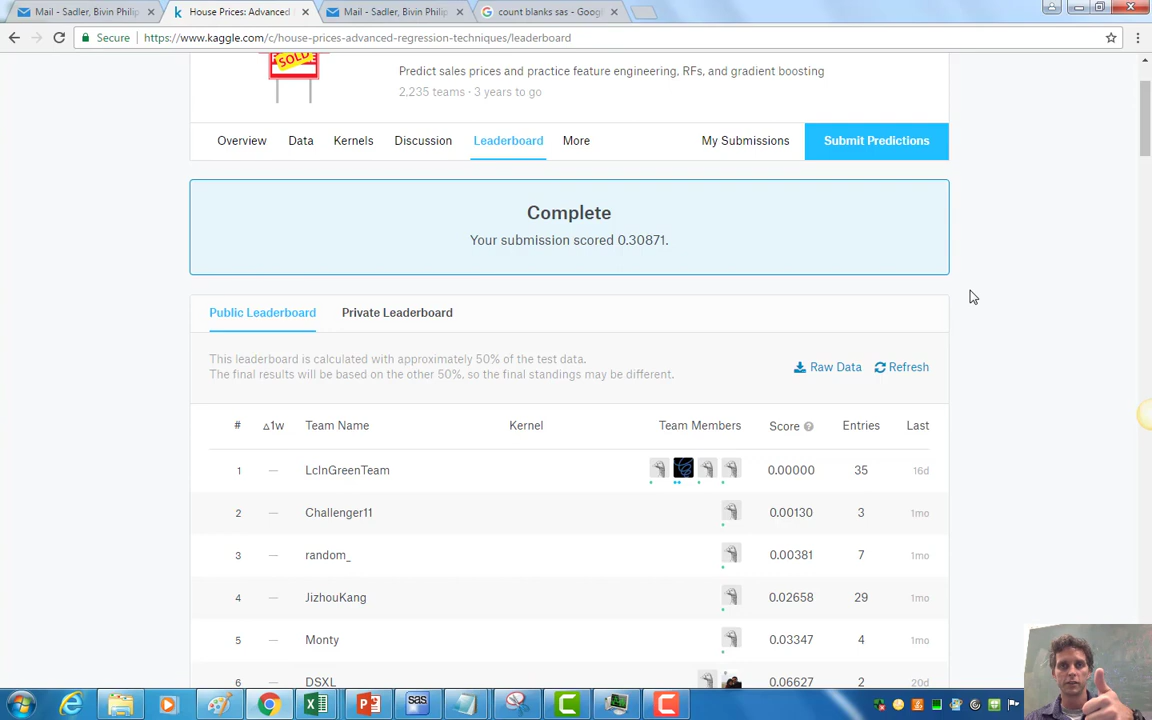 Mail - Sadler, Bivin Philip
House Prices: Advanced
Mail - Sadler, Bivin Philip
count blanks sas - Googl
Secure
https://www.kaggle.com/c/house-prices-advanced-regression-techniques/leaderboard
SOLD
Predict sales prices and practice feature engineering, RFs, and gradient boosting
2,235 teams · 3 years to go
Overview Data Kernels Discussion Leaderboard More My Submissions Submit Predictions
Complete
Your submission scored 0.30871.
Public Leaderboard Private Leaderboard
This leaderboard is calculated with approximately 50% of the test data.
The final results will be based on the other 50%, so the final standings may be different.
Raw Data Refresh
# △1w Team Name Kernel Team Members Score ? Entries Last
1 — LcInGreenTeam 0.00000 35 16d
2 — Challenger11 0.00130 3 1mo
3 — random_ 0.00381 7 1mo
4 — JizhouKang 0.02658 29 1mo
5 — Monty 0.03347 4 1mo
6 — DSXL 0.06627 2 20d
sas